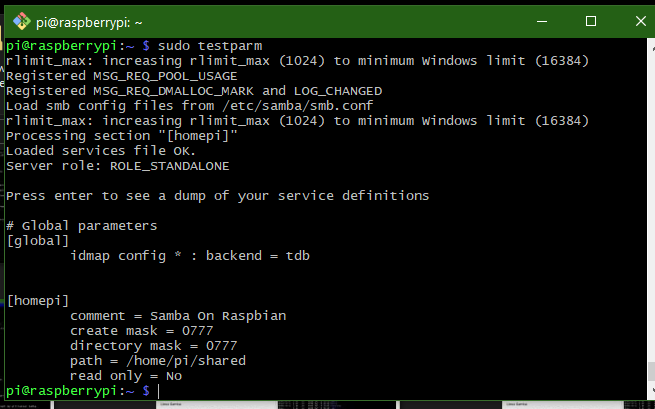 pi@raspberrypi: ~
pi@raspberrypi:~ $ sudo testparm
rlimit_max: increasing rlimit_max (1024) to minimum Windows limit (16384)
Registered MSG_REQ_POOL_USAGE
Registered MSG_REQ_DMALLOC_MARK and LOG_CHANGED
Load smb config files from /etc/samba/smb.conf
rlimit_max: increasing rlimit_max (1024) to minimum Windows limit (16384)
Processing section "[homepi]"
Loaded services file OK.
Server role: ROLE_STANDALONE
Press enter to see a dump of your service definitions
# Global parameters
[global]
idmap config * : backend = tdb
[homepi]
comment = Samba On Raspbian
create mask = 0777
directory mask = 0777
path = /home/pi/shared
read only = No
pi@raspberrypi:~ $